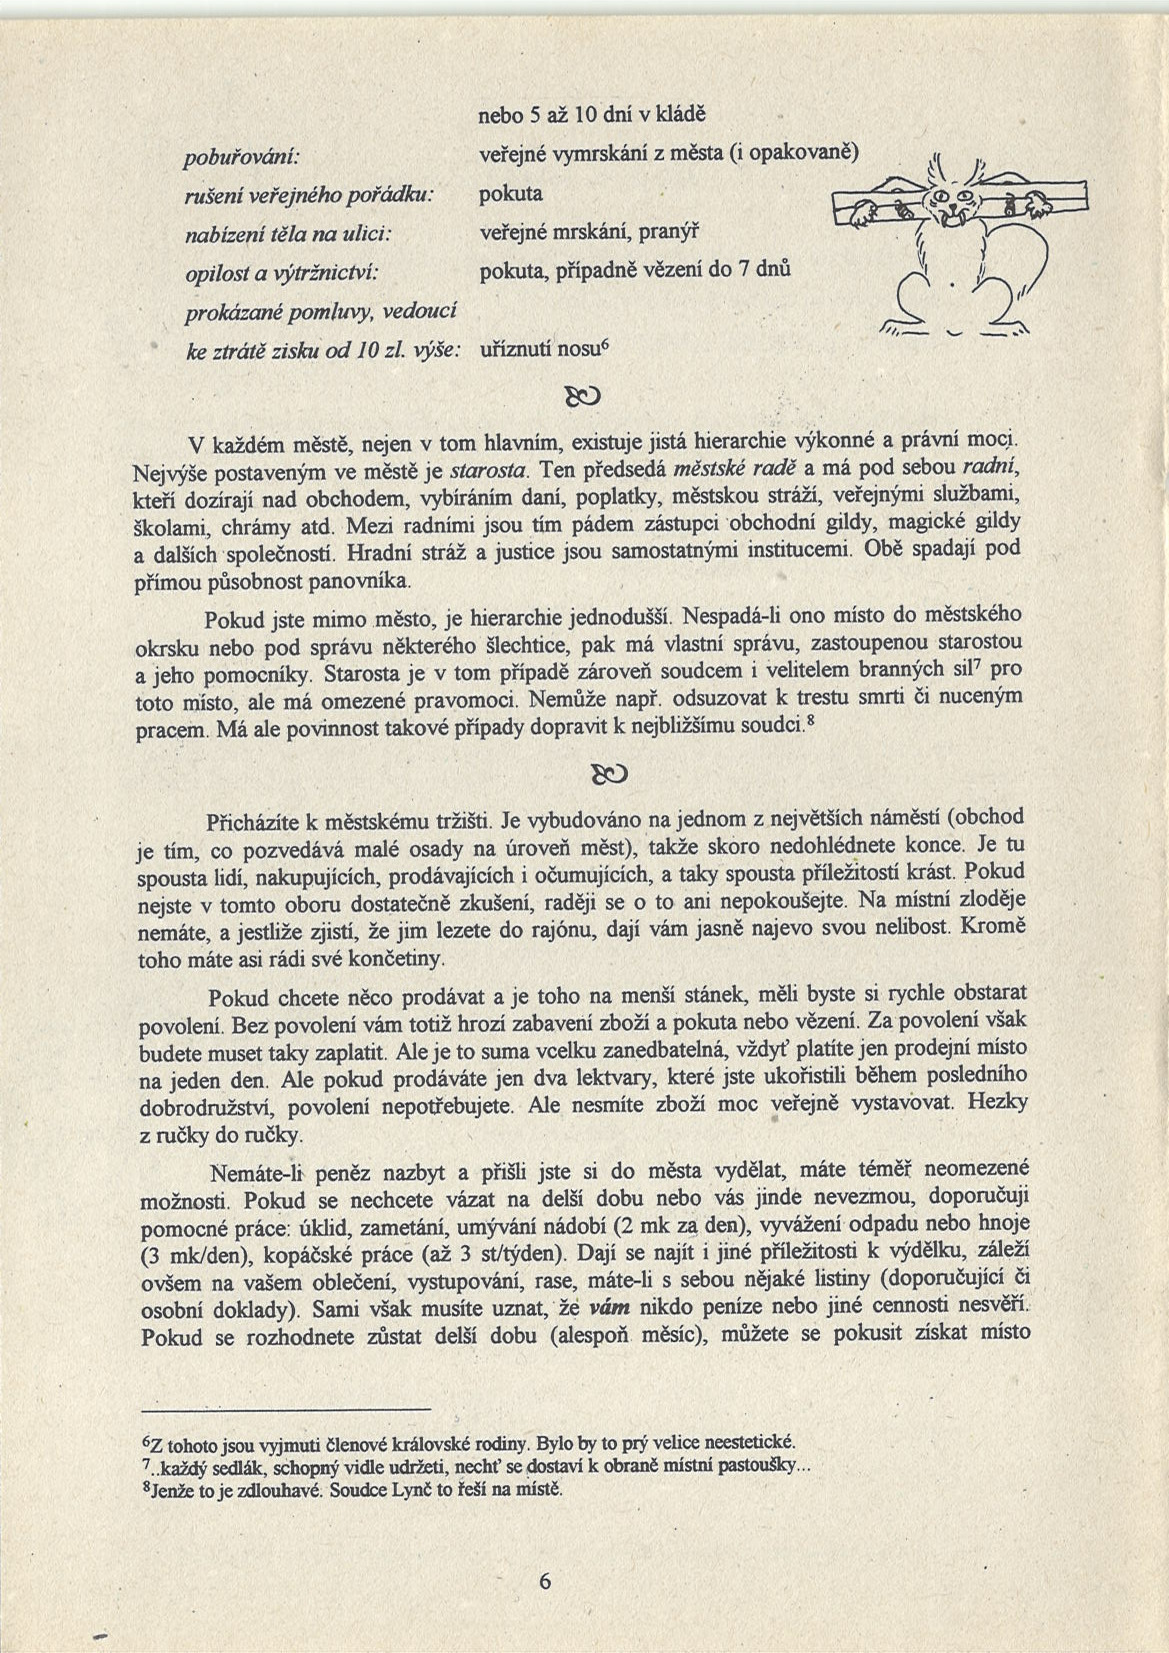 nebo 5 až 10 dní v kládě
pobuřování: veřejné vymrskání z města (i opakovaně)
rušení veřejného pořádku: pokuta
nabízení těla na ulici: veřejné mrskání, pranýř
opilost a výtržnictví: pokuta, případně vězení do 7 dnů
prokázané pomluvy, vedoucí
ke ztrátě zisku od 10 zl. výše: uříznutí nosu⁶
V každém městě, nejen v tom hlavním, existuje jistá hierarchie výkonné a právní moci.
Nejvýše postaveným ve městě je starosta. Ten předsedá městské radě a má pod sebou radní,
kteří dozírají nad obchodem, vybíráním daní, poplatky, městskou stráží, veřejnými službami,
školami, chrámy atd. Mezi radními jsou tím pádem zástupci obchodní gildy, magické gildy
a dalších společností. Hradní stráž a justice jsou samostatnými institucemi. Obě spadají pod
přímou působnost panovníka.
Pokud jste mimo město, je hierarchie jednodušší. Nespadá-li ono místo do městského
okrsku nebo pod správu některého šlechtice, pak má vlastní správu, zastoupenou starostou
a jeho pomocníky. Starosta je v tom případě zároveň soudcem i velitelem branných sil⁷ pro
toto místo, ale má omezené pravomoci. Nemůže např. odsuzovat k trestu smrti či nuceným
pracem. Má ale povinnost takové případy dopravit k nejbližšímu soudci.⁸
Přicházíte k městskému tržišti. Je vybudováno na jednom z největších náměstí (obchod
je tím, co pozvedává malé osady na úroveň měst), takže skoro nedohlédnete konce. Je tu
spousta lidí, nakupujících, prodávajících i očumujících, a taky spousta příležitostí krást. Pokud
nejste v tomto oboru dostatečně zkušení, raději se o to ani nepokoušejte. Na místní zloděje
nemáte, a jestliže zjistí, že jim lezete do rajónu, dají vám jasně najevo svou nelibost. Kromě
toho máte asi rádi své končetiny.
Pokud chcete něco prodávat a je toho na menší stánek, měli byste si rychle obstarat
povolení. Bez povolení vám totiž hrozí zabavení zboží a pokuta nebo vězení. Za povolení však
budete muset taky zaplatit. Ale je to suma vcelku zanedbatelná, vždyť platíte jen prodejní místo
na jeden den. Ale pokud prodáváte jen dva lektvary, které jste ukořistili během posledního
dobrodružství, povolení nepotřebujete. Ale nesmíte zboží moc veřejně vystavovat. Hezky
z ručky do ručky.
Nemáte-li peněz nazbyt a přišli jste si do města vydělat, máte téměř neomezené
možnosti. Pokud se nechcete vázat na delší dobu nebo vás jinde nevezmou, doporučuji
pomocné práce: úklid, zametání, umývání nádobí (2 mk za den), vyvážení odpadu nebo hnoje
(3 mk/den), kopáčské práce (až 3 st/týden). Dají se najít i jiné příležitosti k výdělku, záleží
ovšem na vašem oblečení, vystupování, rase, máte-li s sebou nějaké listiny (doporučující či
osobní doklady). Sami však musíte uznat, že vám nikdo peníze nebo jiné cennosti nesvěří.
Pokud se rozhodnete zůstat delší dobu (alespoň měsíc), můžete se pokusit získat místo
⁶Z tohoto jsou vyjmuti členové královské rodiny. Bylo by to prý velice neestetické.
⁷..každý sedlák, schopný vidle udržeti, nechť se dostaví k obraně místní pastoušky...
⁸Jenže to je zdlouhavé. Soudce Lynč to řeší na místě.
6